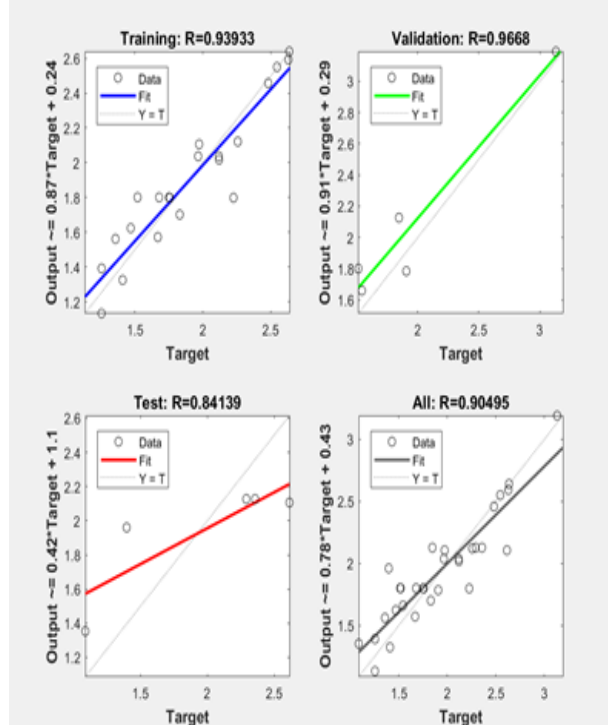 Training: R=0.93933
Output ~= 0.87*Target + 0.24
2.6
2.4
2.2
2
1.8
1.6
1.4
1.2
Data
Fit
Y = T
1.5
2
2.5
Target
Validation: R=0.9668
Output ~= 0.91*Target + 0.29
3
2.8
2.6
2.4
2.2
2
1.8
1.6
Data
Fit
Y = T
2
2.5
3
Target
Test: R=0.84139
Output ~= 0.42*Target + 1.1
2.6
2.4
2.2
2
1.8
1.6
1.4
1.2
Data
Fit
Y = T
1.5
2
2.5
Target
All: R=0.90495
Output ~= 0.78*Target + 0.43
3
2.5
2
1.5
Data
Fit
Y = T
1.5
2
2.5
3
Target